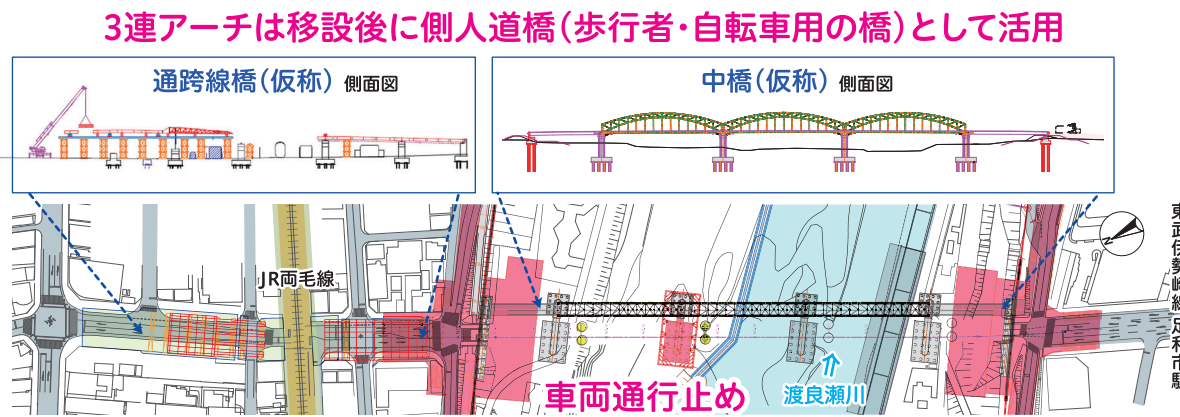 3連アーチは移設後に側人道橋（歩行者・自転車用の橋）として活用
通跨線橋（仮称） 側面図
中橋（仮称） 側面図
JR両毛線
東武伊勢崎線足利市駅
N
車両通行止め
渡良瀬川